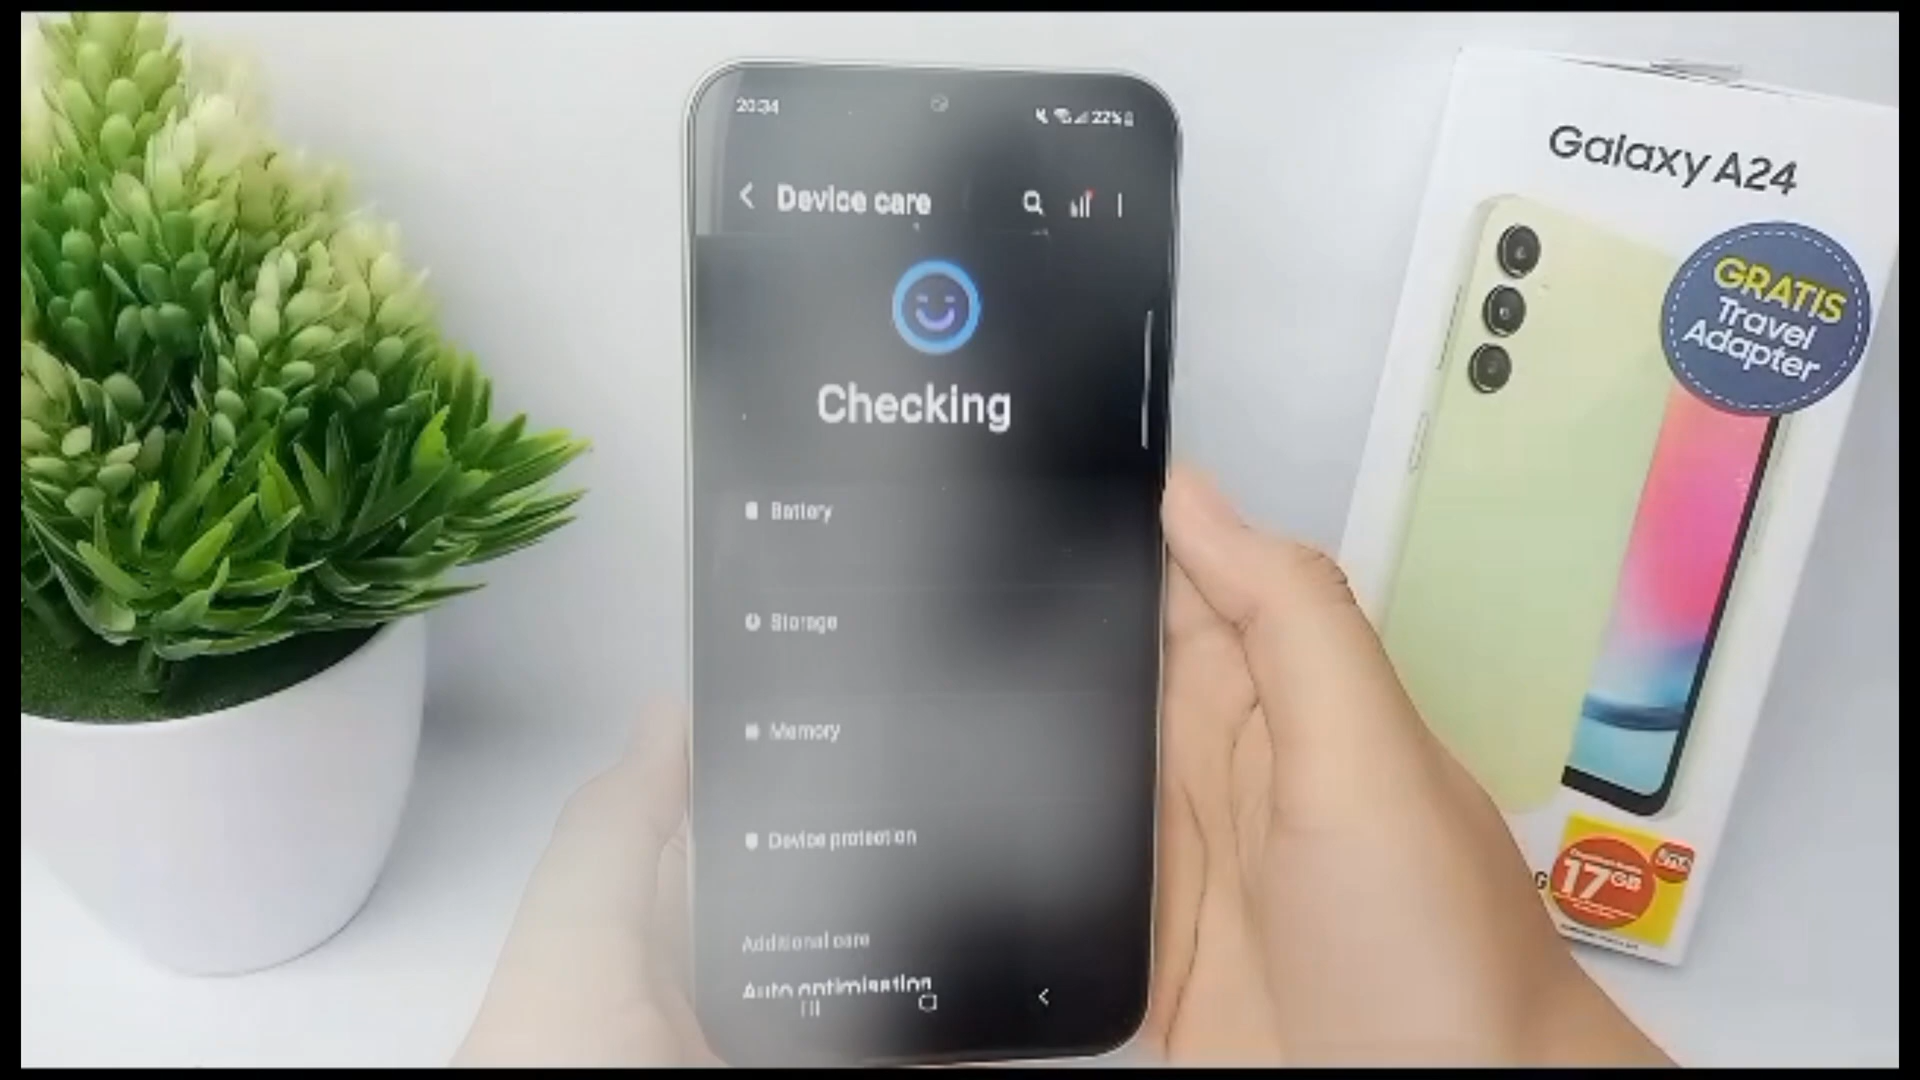 20:34
22%
Device care
Checking
Battery
Storage
Memory
Device protection
Additional care
Auto optimisation
Galaxy A24
GRATIS
Travel
Adapter
17GB